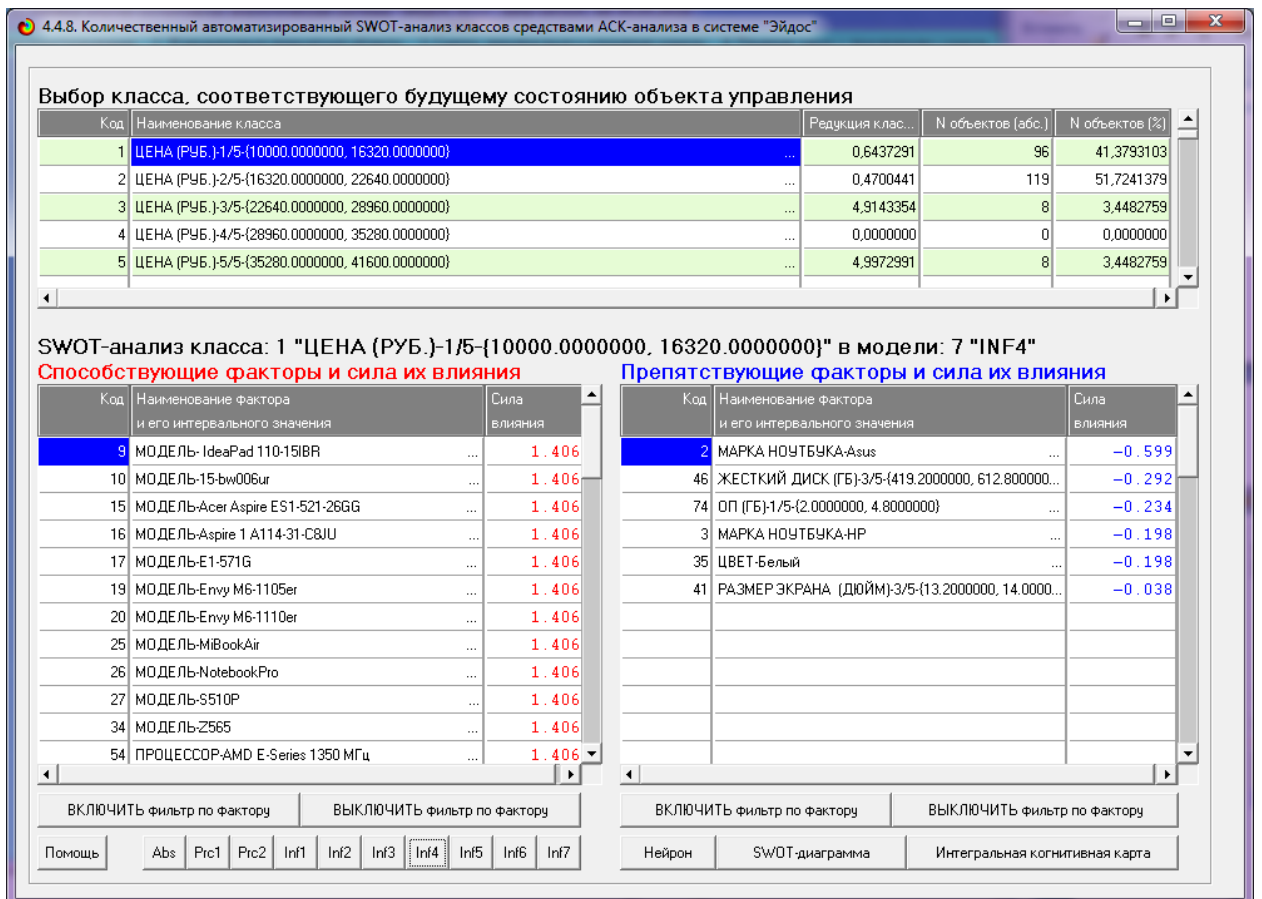 4.4.8. Количественный автоматизированный SWOT-анализ классов средствами АСК-анализа в системе "Эйдос"
Выбор класса, соответствующего будущему состоянию объекта управления
Код Наименование класса Редукция клас... N объектов (абс.) N объектов (%)
1 ЦЕНА (РУБ.)-1/5-{10000.0000000, 16320.0000000} ... 0,6437291 96 41,3793103
2 ЦЕНА (РУБ.)-2/5-{16320.0000000, 22640.0000000} ... 0,4700441 119 51,7241379
3 ЦЕНА (РУБ.)-3/5-{22640.0000000, 28960.0000000} ... 4,9143354 8 3,4482759
4 ЦЕНА (РУБ.)-4/5-{28960.0000000, 35280.0000000} ... 0,0000000 0 0,0000000
5 ЦЕНА (РУБ.)-5/5-{35280.0000000, 41600.0000000} ... 4,9972991 8 3,4482759
SWOT-анализ класса: 1 "ЦЕНА (РУБ.)-1/5-{10000.0000000, 16320.0000000}" в модели: 7 "INF4"
Способствующие факторы и сила их влияния
Код Наименование фактора Сила
и его интервального значения влияния
9 МОДЕЛЬ- IdeaPad 110-15IBR ... 1.406
10 МОДЕЛЬ-15-bw006ur ... 1.406
15 МОДЕЛЬ-Acer Aspire ES1-521-26GG ... 1.406
16 МОДЕЛЬ-Aspire 1 A114-31-C8JU ... 1.406
17 МОДЕЛЬ-E1-571G ... 1.406
19 МОДЕЛЬ-Envy M6-1105er ... 1.406
20 МОДЕЛЬ-Envy M6-1110er ... 1.406
25 МОДЕЛЬ-MiBookAir ... 1.406
26 МОДЕЛЬ-NotebookPro ... 1.406
27 МОДЕЛЬ-S510P ... 1.406
34 МОДЕЛЬ-Z565 ... 1.406
54 ПРОЦЕССОР-AMD E-Series 1350 МГц ... 1.406
Препятствующие факторы и сила их влияния
Код Наименование фактора Сила
и его интервального значения влияния
2 МАРКА НОУТБУКА-Asus ... -0.599
46 ЖЕСТКИЙ ДИСК (ГБ)-3/5-{419.2000000, 612.800000... -0.292
74 ОП (ГБ)-1/5-{2.0000000, 4.8000000} ... -0.234
3 МАРКА НОУТБУКА-HP ... -0.198
35 ЦВЕТ-Белый ... -0.198
41 РАЗМЕР ЭКРАНА (ДЮЙМ)-3/5-{13.2000000, 14.0000... -0.038
ВКЛЮЧИТЬ фильтр по фактору ВЫКЛЮЧИТЬ фильтр по фактору ВКЛЮЧИТЬ фильтр по фактору ВЫКЛЮЧИТЬ фильтр по фактору
Помощь Abs Prc1 Prc2 Inf1 Inf2 Inf3 Inf4 Inf5 Inf6 Inf7 Нейрон SWOT-диаграмма Интегральная когнитивная карта